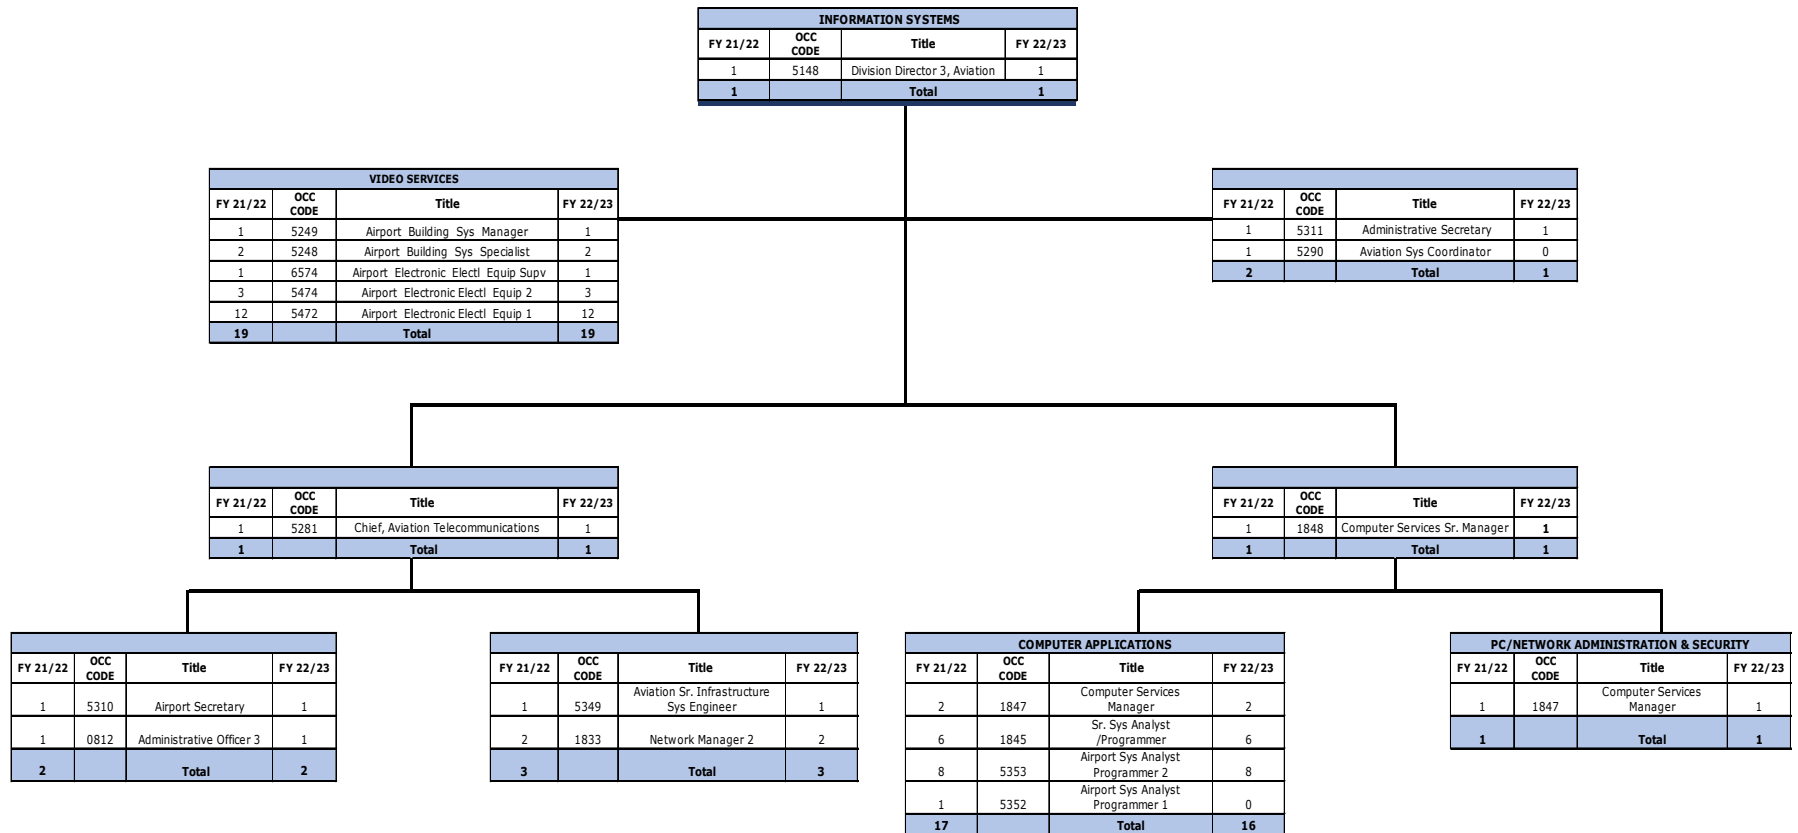 INFORMATION SYSTEMS
FY 21/22 OCC CODE Title FY 22/23
1 5148 Division Director 3, Aviation 1
1 Total 1
VIDEO SERVICES
FY 21/22 OCC CODE Title FY 22/23
1 5249 Airport Building Sys Manager 1
2 5248 Airport Building Sys Specialist 2
1 6574 Airport Electronic Electl Equip Supv 1
3 5474 Airport Electronic Electl Equip 2 3
12 5472 Airport Electronic Electl Equip 1 12
19 Total 19
FY 21/22 OCC CODE Title FY 22/23
1 5311 Administrative Secretary 1
1 5290 Aviation Sys Coordinator 0
2 Total 1
FY 21/22 OCC CODE Title FY 22/23
1 5281 Chief, Aviation Telecommunications 1
1 Total 1
FY 21/22 OCC CODE Title FY 22/23
1 1848 Computer Services Sr. Manager 1
1 Total 1
FY 21/22 OCC CODE Title FY 22/23
1 5310 Airport Secretary 1
1 0812 Administrative Officer 3 1
2 Total 2
FY 21/22 OCC CODE Title FY 22/23
1 5349 Aviation Sr. Infrastructure Sys Engineer 1
2 1833 Network Manager 2 2
3 Total 3
COMPUTER APPLICATIONS
FY 21/22 OCC CODE Title FY 22/23
2 1847 Computer Services Manager 2
6 1845 Sr. Sys Analyst /Programmer 6
8 5353 Airport Sys Analyst Programmer 2 8
1 5352 Airport Sys Analyst Programmer 1 0
17 Total 16
PC/NETWORK ADMINISTRATION & SECURITY
FY 21/22 OCC CODE Title FY 22/23
1 1847 Computer Services Manager 1
1 Total 1